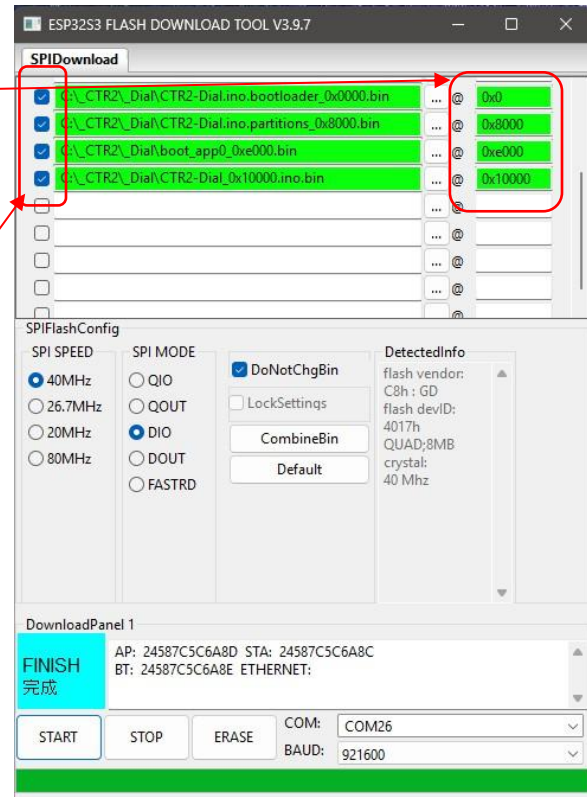 ESP32S3 FLASH DOWNLOAD TOOL V3.9.7
SPIDownload
C:\_CTR2\_Dial\CTR2-Dial.ino.bootloader_0x0000.bin ... @ 0x0
C:\_CTR2\_Dial\CTR2-Dial.ino.partitions_0x8000.bin ... @ 0x8000
C:\_CTR2\_Dial\boot_app0_0xe000.bin ... @ 0xe000
C:\_CTR2\_Dial\CTR2-Dial_0x10000.ino.bin ... @ 0x10000
... @
... @
... @
... @
@
SPIFlashConfig
SPI SPEED
40MHz
26.7MHz
20MHz
80MHz
SPI MODE
QIO
QOUT
DIO
DOUT
FASTRD
DoNotChgBin
LockSettings
CombineBin
Default
DetectedInfo
flash vendor:
C8h : GD
flash devID:
4017h
QUAD;8MB
crystal:
40 Mhz
DownloadPanel 1
FINISH
完成
AP: 24587C5C6A8D STA: 24587C5C6A8C
BT: 24587C5C6A8E ETHERNET:
START
STOP
ERASE
COM: COM26
BAUD: 921600